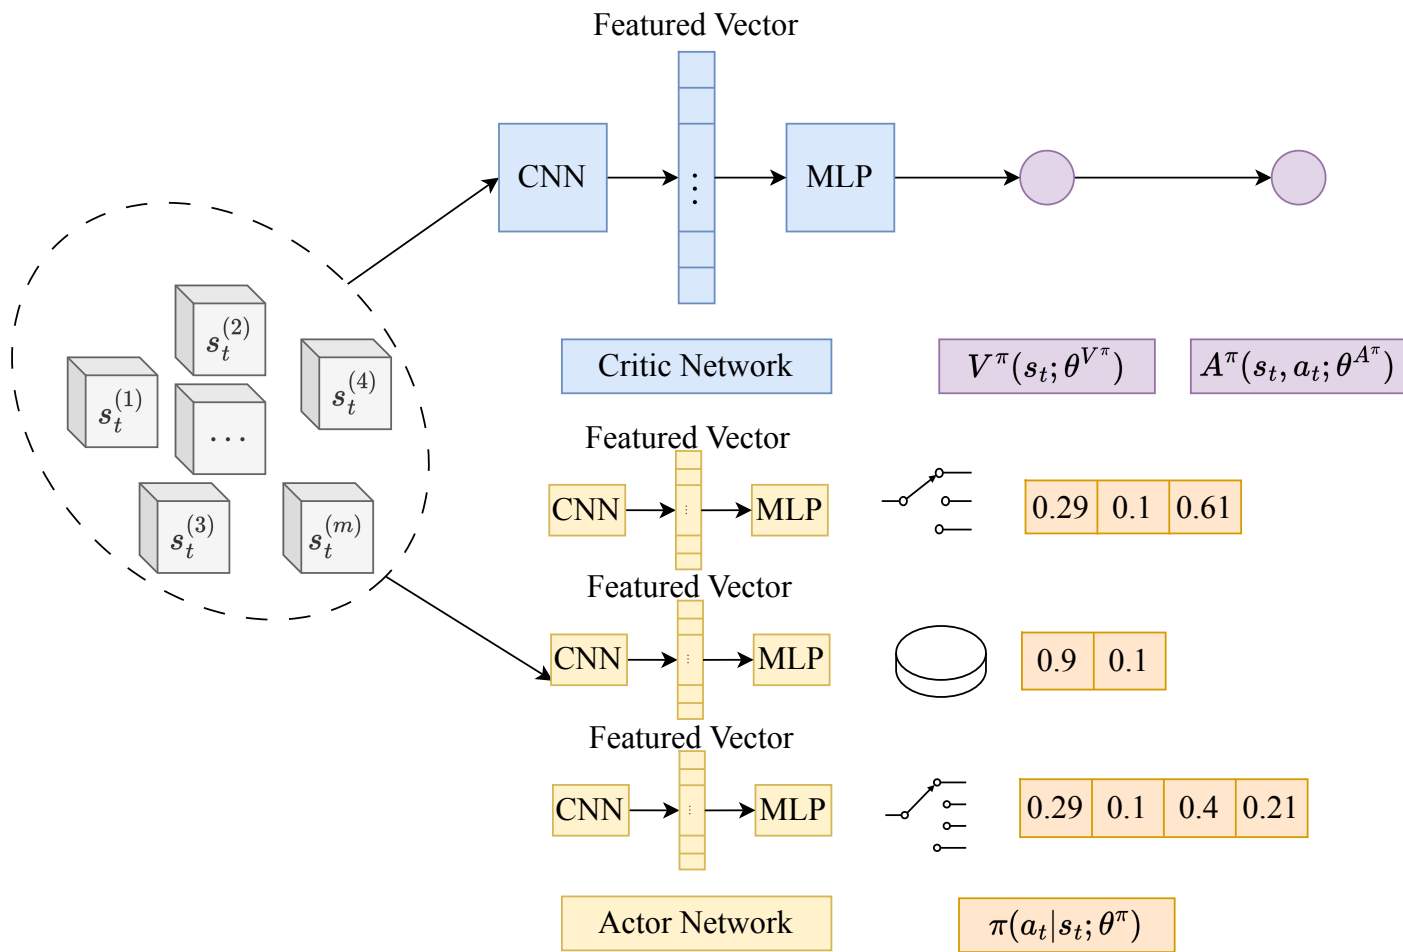 Featured Vector
CNN
⋮
MLP
s_t^{(2)}
s_t^{(1)}
s_t^{(4)}
...
s_t^{(3)}
s_t^{(m)}
Critic Network
V^π(s_t; θ^{V^π})
A^π(s_t, a_t; θ^{A^π})
Featured Vector
CNN
...
MLP
0.29 0.1 0.61
Featured Vector
CNN
...
MLP
0.9 0.1
Featured Vector
CNN
...
MLP
0.29 0.1 0.4 0.21
Actor Network
π(a_t|s_t; θ^π)